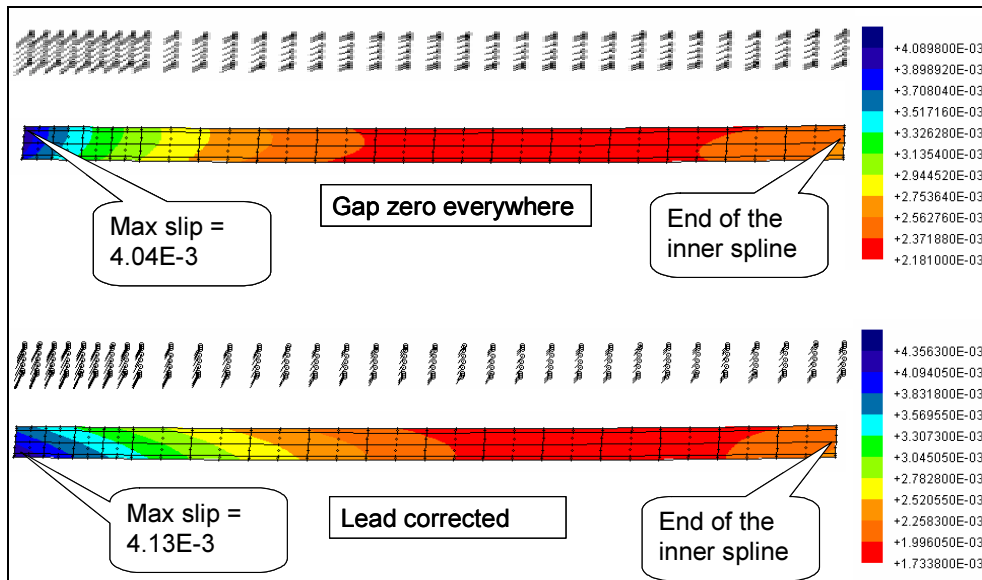 +4.089800E-03
+3.898920E-03
+3.708040E-03
+3.517160E-03
+3.326280E-03
+3.135400E-03
+2.944520E-03
+2.753640E-03
+2.562760E-03
+2.371880E-03
+2.181000E-03
Max slip =
4.04E-3
Gap zero everywhere
End of the
inner spline
+4.356300E-03
+4.094050E-03
+3.831800E-03
+3.569550E-03
+3.307300E-03
+3.045050E-03
+2.782800E-03
+2.520550E-03
+2.258300E-03
+1.996050E-03
+1.733800E-03
Max slip =
4.13E-3
Lead corrected
End of the
inner spline